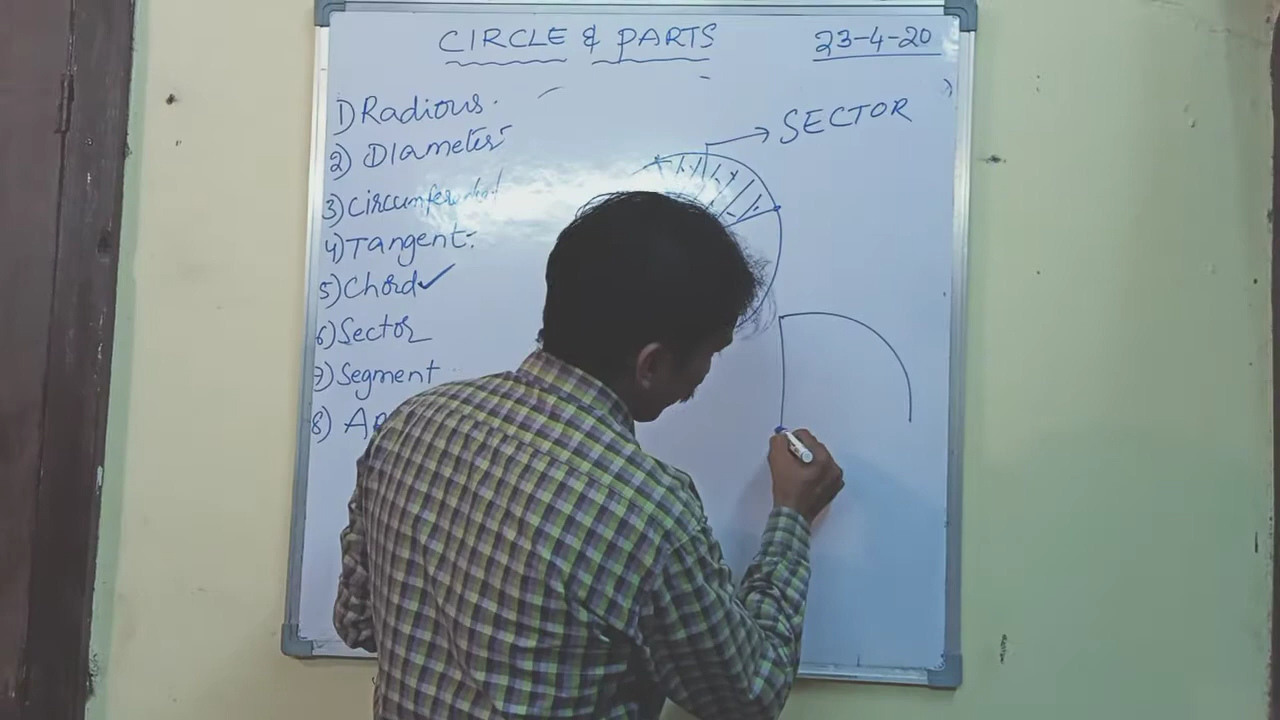 CIRCLE & PARTS
23-4-20
1) Radious.
2) DIameter
3) Circumferential
4) Tangent:
5) Chord ✓
6) Sector
7) Segment
8)
SECTOR